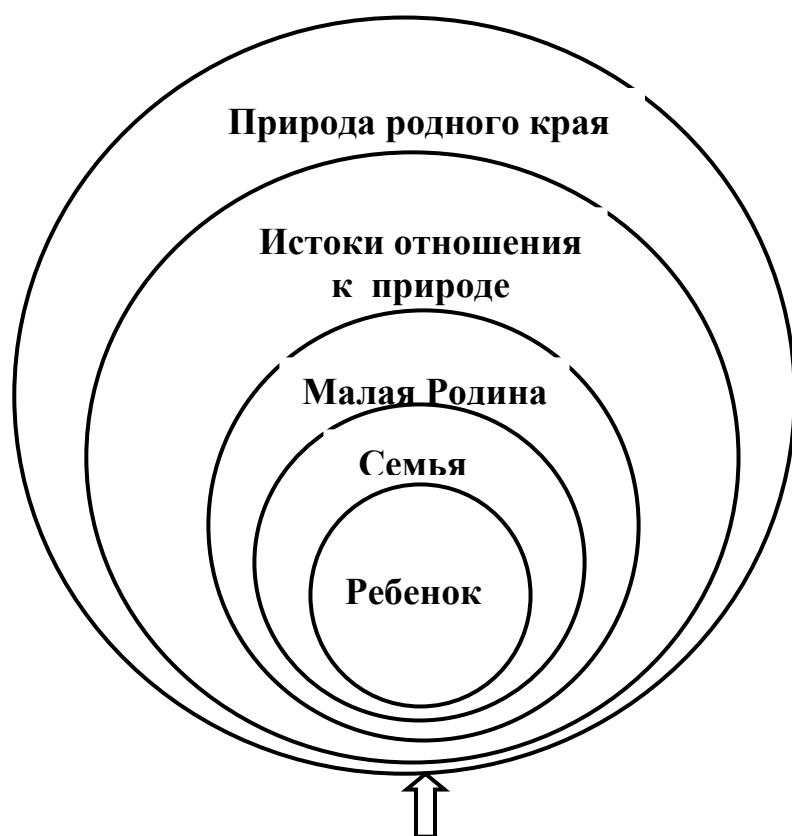 Природа родного края
Истоки отношения
к природе
Малая Родина
Семья
Ребенок